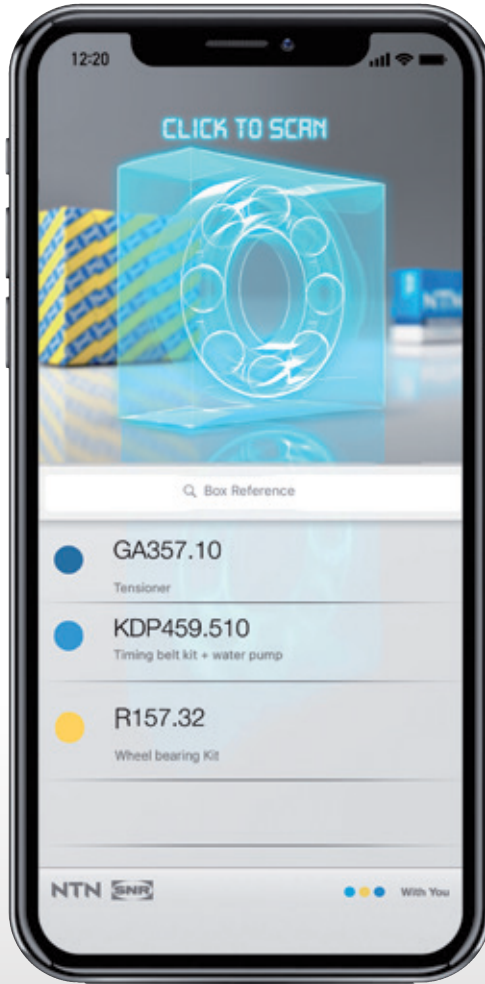 12:20
CLICK TO SCAN
NTN
Box Reference
GA357.10
Tensioner
KDP459.510
Timing belt kit + water pump
R157.32
Wheel bearing Kit
NTN SNR
With You